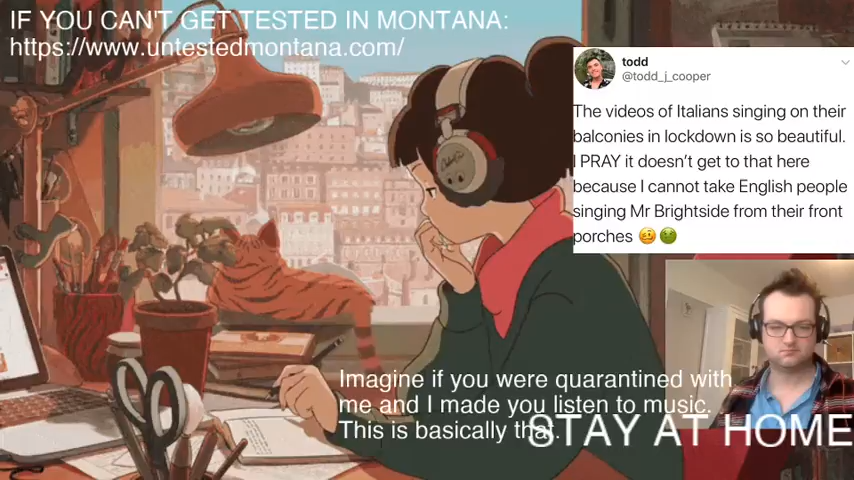 IF YOU CAN'T GET TESTED IN MONTANA:
https://www.untestedmontana.com/
todd
@todd_j_cooper
The videos of Italians singing on their
balconies in lockdown is so beautiful.
I PRAY it doesn't get to that here
because I cannot take English people
singing Mr Brightside from their front
porches 🥴🤢
Imagine if you were quarantined with
me and I made you listen to music.
This is basically that.
STAY AT HOME